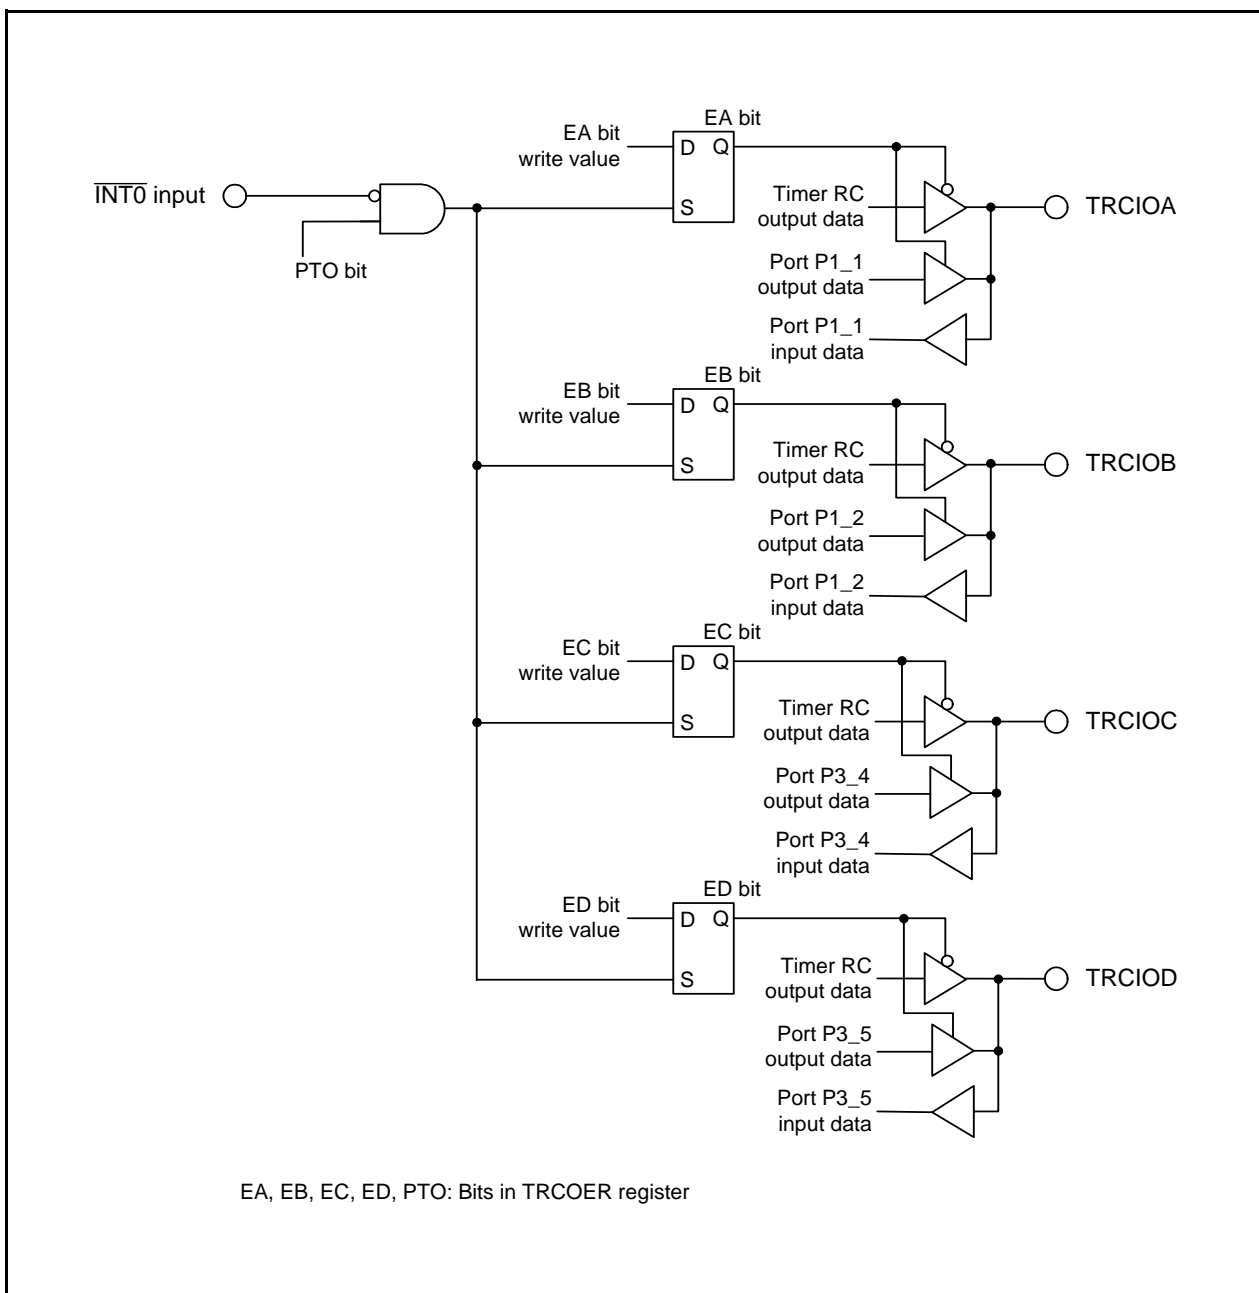 EA bit
EA bit
write value
D Q
S
INT0 input
PTO bit
Timer RC
output data
TRCIOA
Port P1_1
output data
Port P1_1
input data
EB bit
EB bit
write value
D Q
S
Timer RC
output data
TRCIOB
Port P1_2
output data
Port P1_2
input data
EC bit
EC bit
write value
D Q
S
Timer RC
output data
TRCIOC
Port P3_4
output data
Port P3_4
input data
ED bit
ED bit
write value
D Q
S
Timer RC
output data
TRCIOD
Port P3_5
output data
Port P3_5
input data
EA, EB, EC, ED, PTO: Bits in TRCOER register